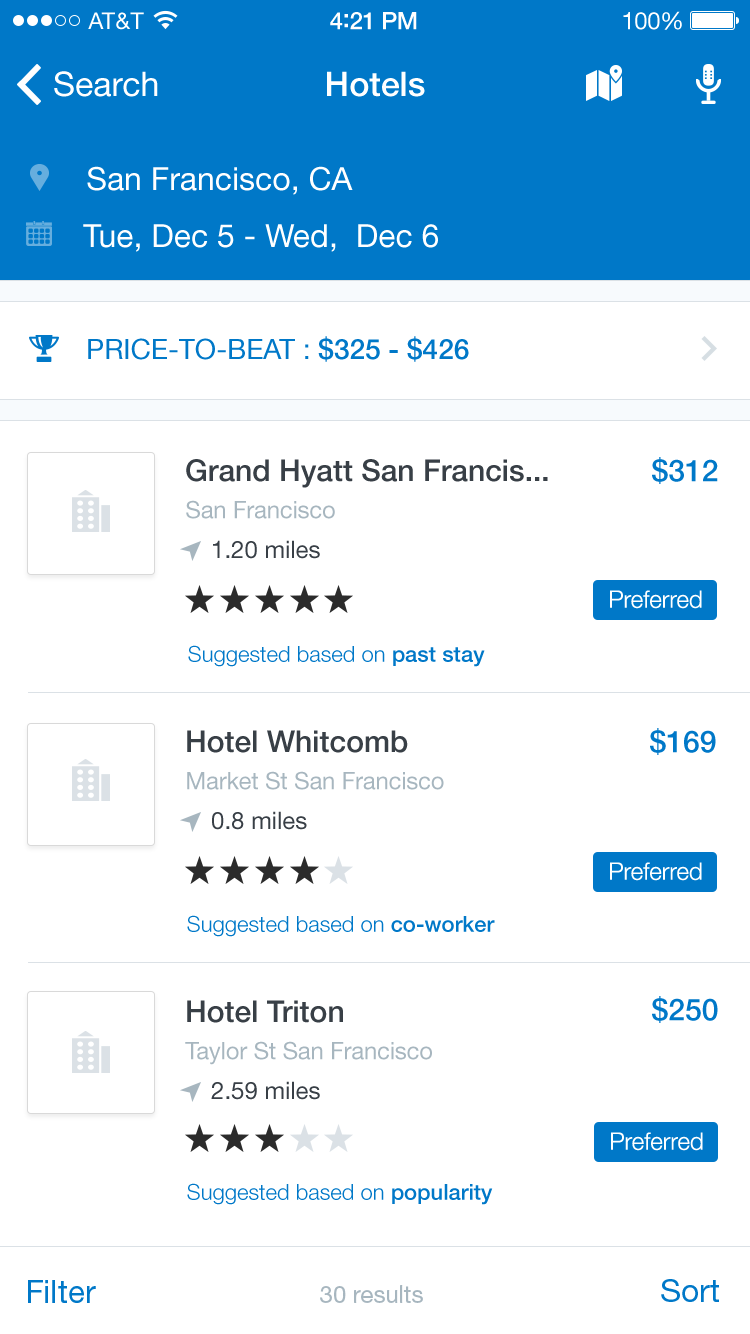 AT&T 4:21 PM 100%
Search Hotels
San Francisco, CA
Tue, Dec 5 - Wed, Dec 6
PRICE-TO-BEAT : $325 - $426
Grand Hyatt San Francis... $312
San Francisco
1.20 miles
Preferred
Suggested based on past stay
Hotel Whitcomb $169
Market St San Francisco
0.8 miles
Preferred
Suggested based on co-worker
Hotel Triton $250
Taylor St San Francisco
2.59 miles
Preferred
Suggested based on popularity
Filter 30 results Sort